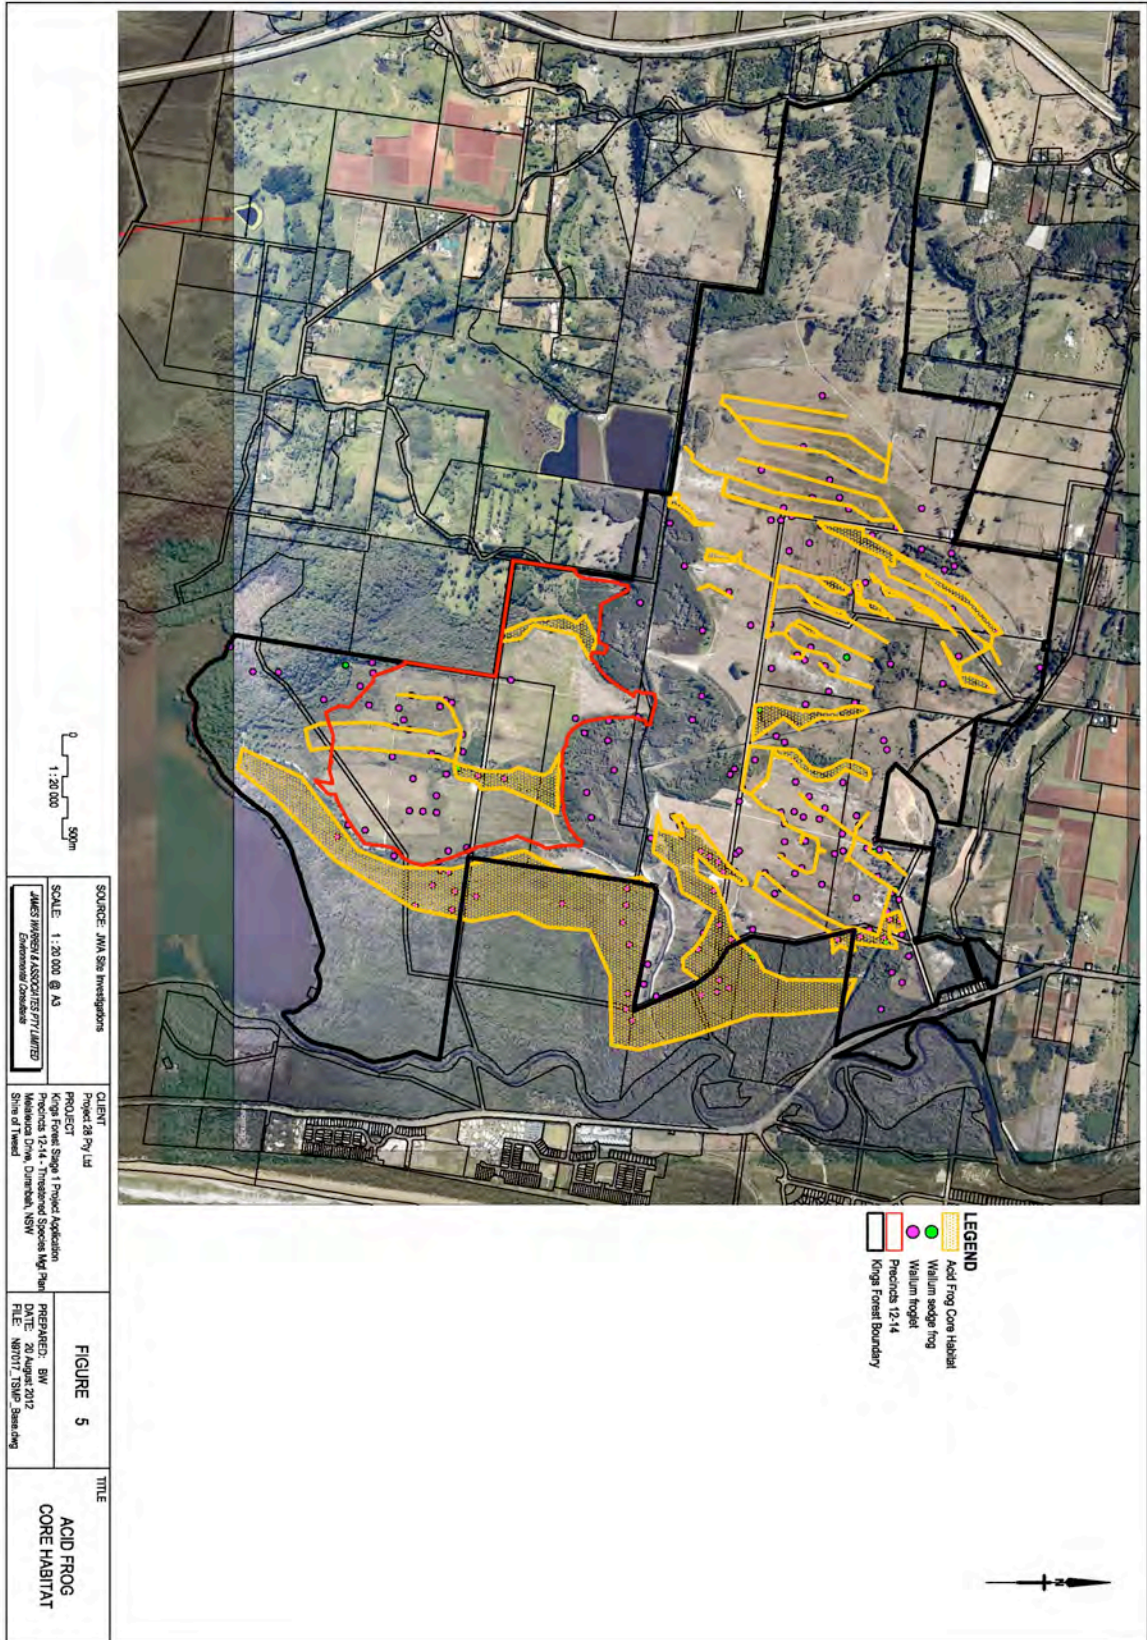 LEGEND
Acid Frog Core Habitat
Wallum sedge frog
Wallum froglet
Precincts 12-14
Kings Forest Boundary
N
0
500m
1:20 000
SOURCE: JWA Site Investigations
SCALE: 1 : 20 000 @ A3
JAMES WARREN & ASSOCIATES PTY LIMITED
Environmental Consultants
CLIENT
Project 28 Pty Ltd
PROJECT
Kings Forest Stage 1 Project Application
Precincts 12-14 - Threatened Species Mgt Plan
Melaleuca Drive, Duranbah, NSW
Shire of Tweed
FIGURE 5
PREPARED: BW
DATE: 20 August 2012
FILE: N97017_TSMP_Base.dwg
TITLE
ACID FROG
CORE HABITAT